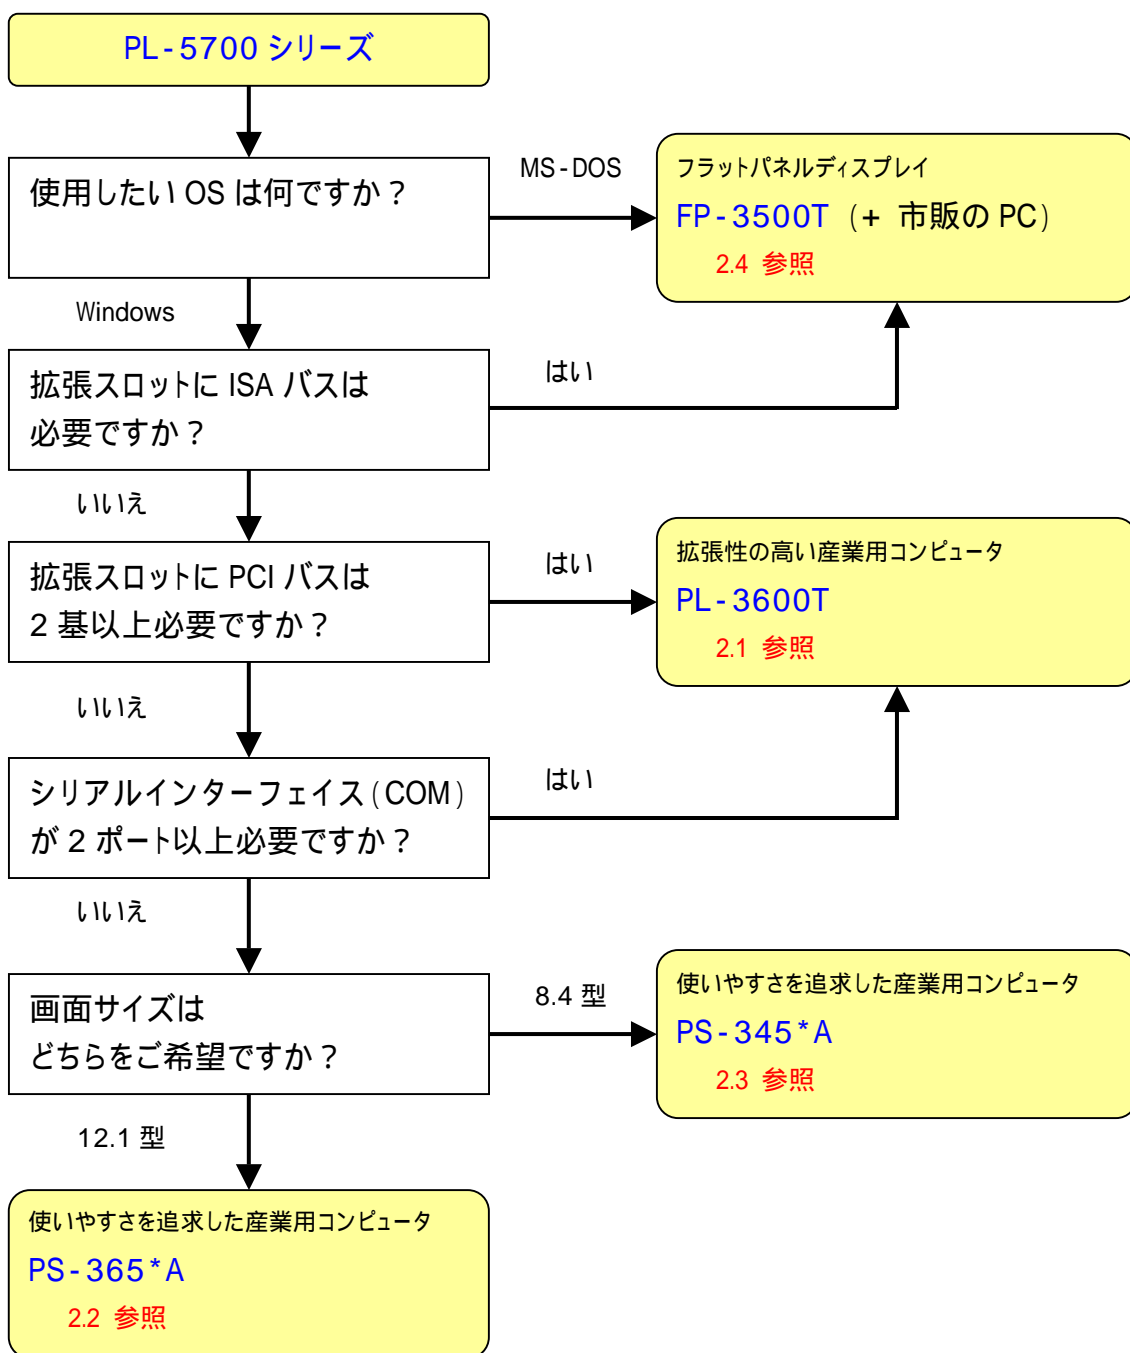 PL-5700 シリーズ
使用したい OS は何ですか？
MS-DOS
フラットパネルディスプレイ
FP-3500T (+ 市販の PC)
2.4 参照
Windows
拡張スロットに ISA バスは
必要ですか？
はい
いいえ
拡張スロットに PCI バスは
2 基以上必要ですか？
はい
拡張性の高い産業用コンピュータ
PL-3600T
2.1 参照
いいえ
シリアルインターフェイス(COM)
が 2 ポート以上必要ですか？
はい
いいえ
画面サイズは
どちらをご希望ですか？
8.4 型
使いやすさを追求した産業用コンピュータ
PS-345*A
2.3 参照
12.1 型
使いやすさを追求した産業用コンピュータ
PS-365*A
2.2 参照